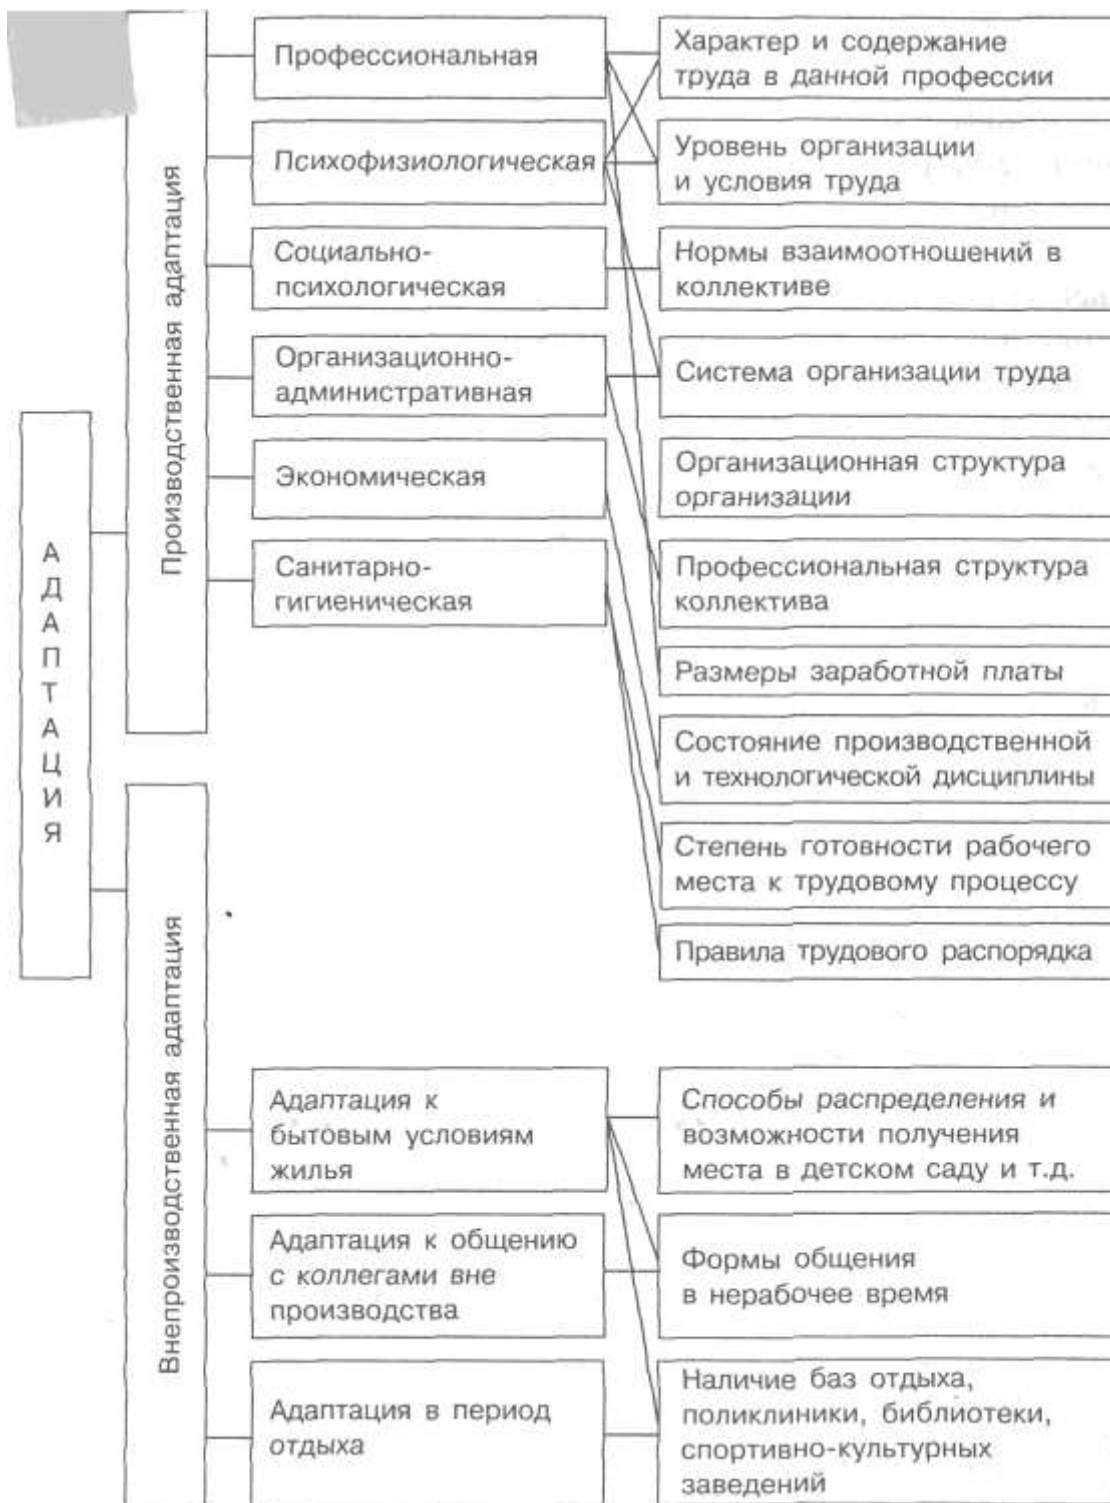 АДАПТАЦИЯ
Производственная адаптация
Профессиональная
Психофизиологическая
Социально-
психологическая
Организационно-
административная
Экономическая
Санитарно-
гигиеническая
Характер и содержание
труда в данной профессии
Уровень организации
и условия труда
Нормы взаимоотношений в
коллективе
Система организации труда
Организационная структура
организации
Профессиональная структура
коллектива
Размеры заработной платы
Состояние производственной
и технологической дисциплины
Степень готовности рабочего
места к трудовому процессу
Правила трудового распорядка
Внепроизводственная адаптация
Адаптация к
бытовым условиям
жилья
Адаптация к общению
с коллегами вне
производства
Адаптация в период
отдыха
Способы распределения и
возможности получения
места в детском саду и т.д.
Формы общения
в нерабочее время
Наличие баз отдыха,
поликлиники, библиотеки,
спортивно-культурных
заведений